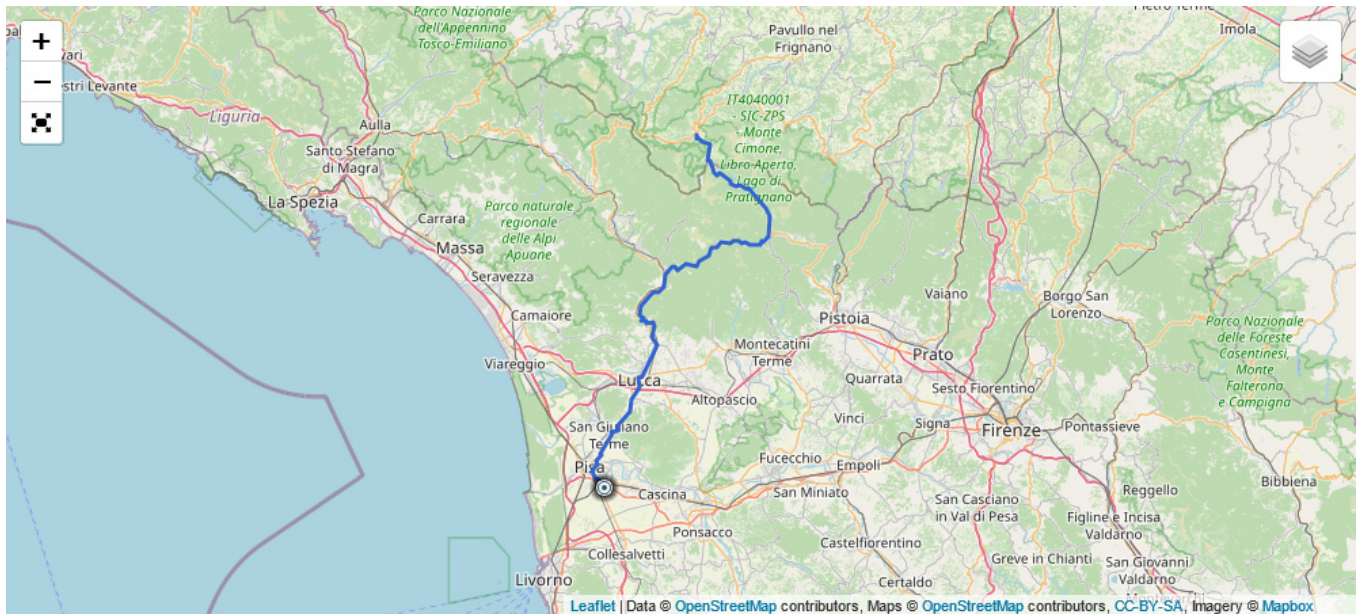 Parco Nazionale
dell'Appennino
Tosco-Emiliano
Pavullo nel
Frignano
Imola
+
−
vari
estri Levante
Liguria
Aulla
IT4040001
- SIC-ZPS
- Monte
Cimone,
Libro Aperto,
Lago di
Pratignano
Santo Stefano
di Magra
La Spezia
Carrara
Parco naturale
regionale
delle Alpi
Apuane
Massa
Seravezza
Camaiore
Pistoia
Vaiano
Borgo San
Lorenzo
Parco Nazionale
delle Foreste
Casentinesi,
Monte
Falterona
e Campigna
Viareggio
Montecatini
Terme
Prato
Lucca
Quarrata
Sesto Fiorentino
Altopascio
San Giuliano
Terme
Vinci
Signa
Firenze
Pontassieve
Pisa
Fucecchio
Empoli
Cascina
San Miniato
San Casciano
in Val di Pesa
Reggello
Bibbiena
Figline e Incisa
Valdarno
Ponsacco
Collesalvetti
Castelfiorentino
Greve in Chianti
San Giovanni
Valdarno
Livorno
Certaldo
Leaflet | Data © OpenStreetMap contributors, Maps © OpenStreetMap contributors, CC-BY-SA, Imagery © Mapbox